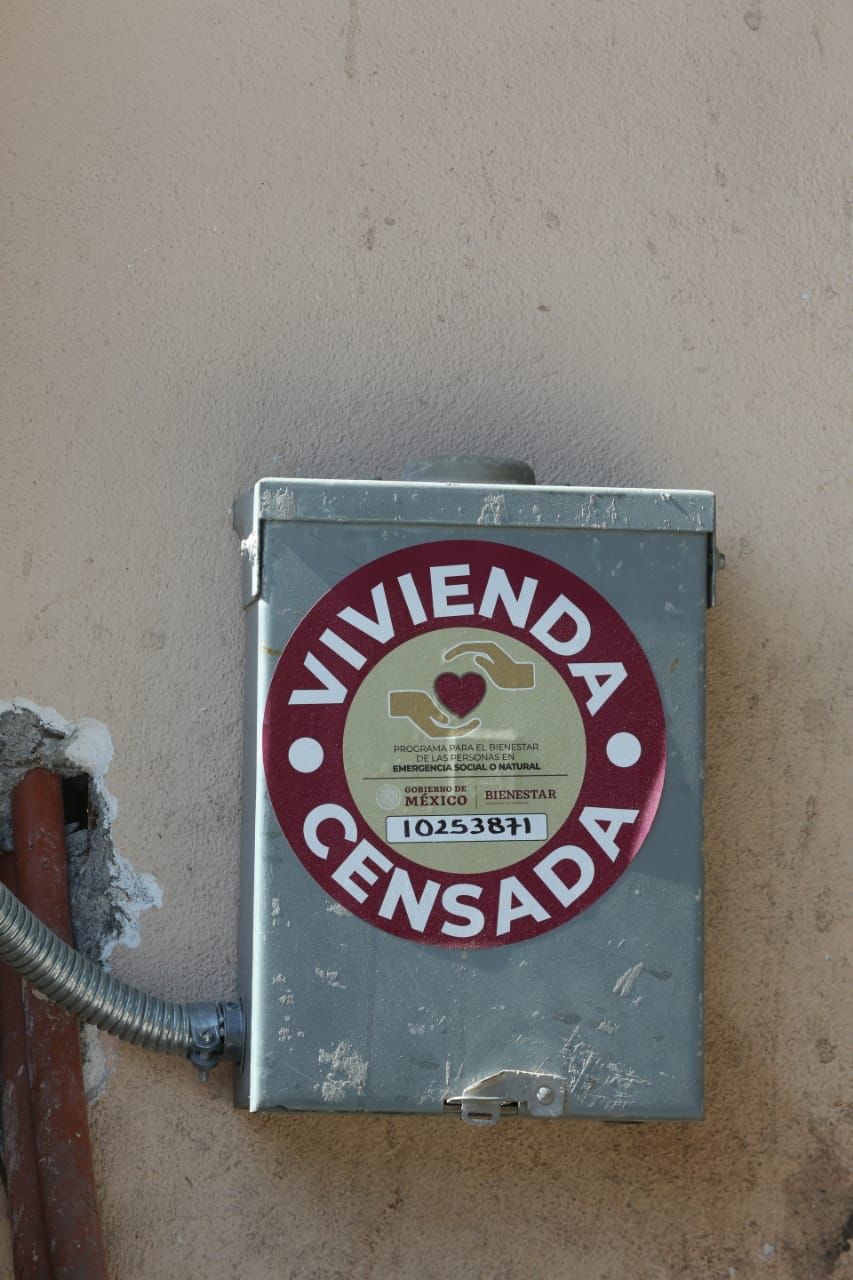 VIVIENDA
PROGRAMA PARA EL BIENESTAR
DE LAS PERSONAS EN
EMERGENCIA SOCIAL O NATURAL
GOBIERNO DE
MÉXICO
BIENESTAR
10253871
CENSADA